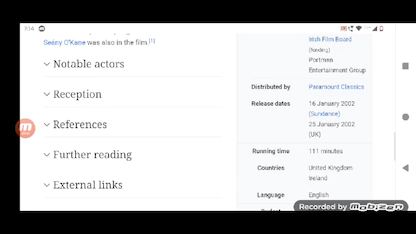 7:14
Seány O'Kane was also in the film.[1]
Notable actors
Reception
References
Further reading
External links
Irish Film Board
Portman
Entertainment Group
Distributed by Paramount Classics
Release dates 16 January 2002
(Sundance)
25 January 2002
(UK)
Running time 111 minutes
Countries United Kingdom
Ireland
Language English
Recorded by Mobizen